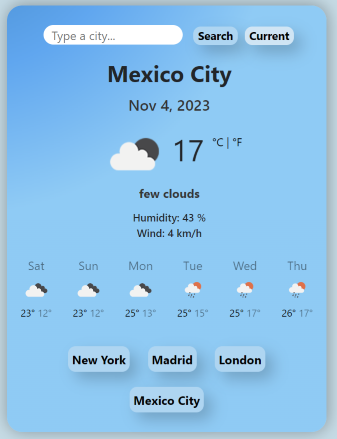 Type a city... Search Current
Mexico City
Nov 4, 2023
17 °C | °F
few clouds
Humidity: 43 %
Wind: 4 km/h
Sat Sun Mon Tue Wed Thu
23° 12° 23° 12° 25° 13° 25° 15° 25° 17° 26° 17°
New York Madrid London
Mexico City